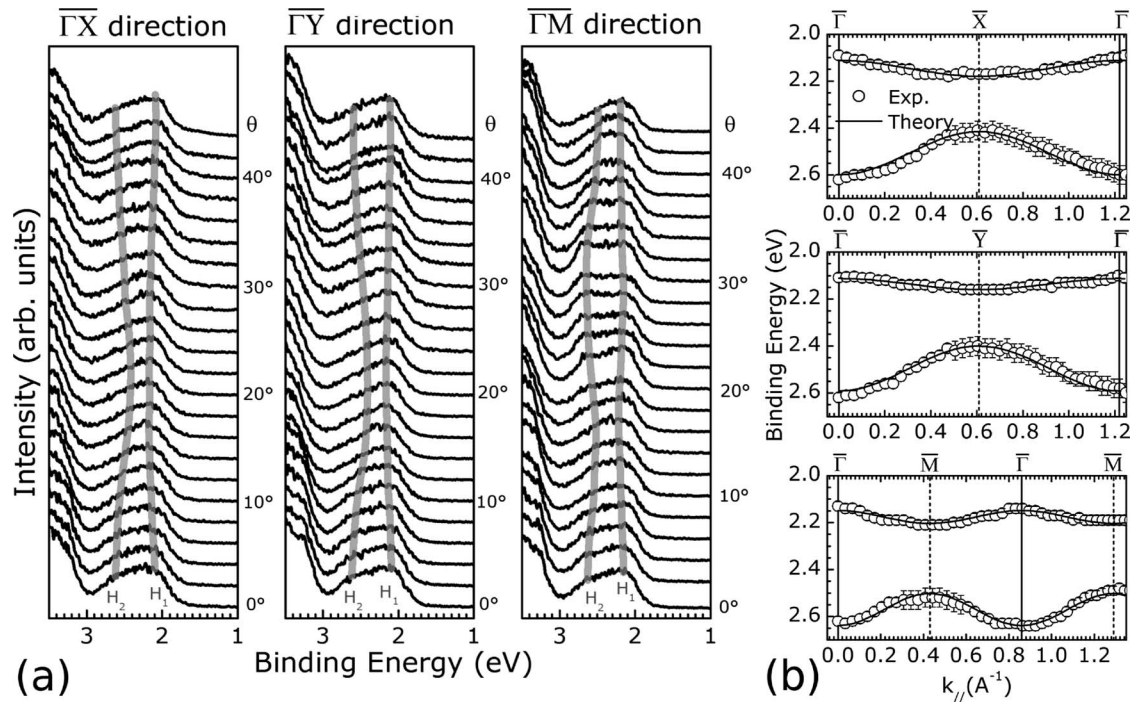 ΓX direction
ΓY direction
ΓM direction
Intensity (arb. units)
θ
40°
30°
20°
10°
0°
H2
H1
θ
40°
30°
20°
10°
0°
H2
H1
θ
40°
30°
20°
10°
0°
H2
H1
3 2 1
3 2 1
3 2 1
Binding Energy (eV)
(a)
Γ X Γ
2.0
2.2
2.4
2.6
Exp.
Theory
0.0 0.2 0.4 0.6 0.8 1.0 1.2
Γ Y Γ
2.0
2.2
2.4
2.6
0.0 0.2 0.4 0.6 0.8 1.0 1.2
Γ M Γ M
2.0
2.2
2.4
2.6
0.0 0.2 0.4 0.6 0.8 1.0 1.2
Binding Energy (eV)
k//(A-1)
(b)